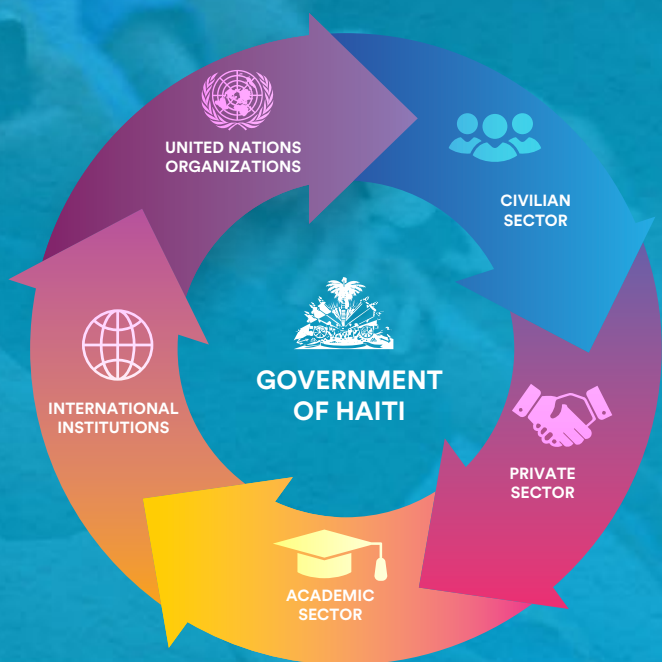 UNITED NATIONS
ORGANIZATIONS
CIVILIAN
SECTOR
GOVERNMENT
OF HAITI
INTERNATIONAL
INSTITUTIONS
PRIVATE
SECTOR
ACADEMIC
SECTOR